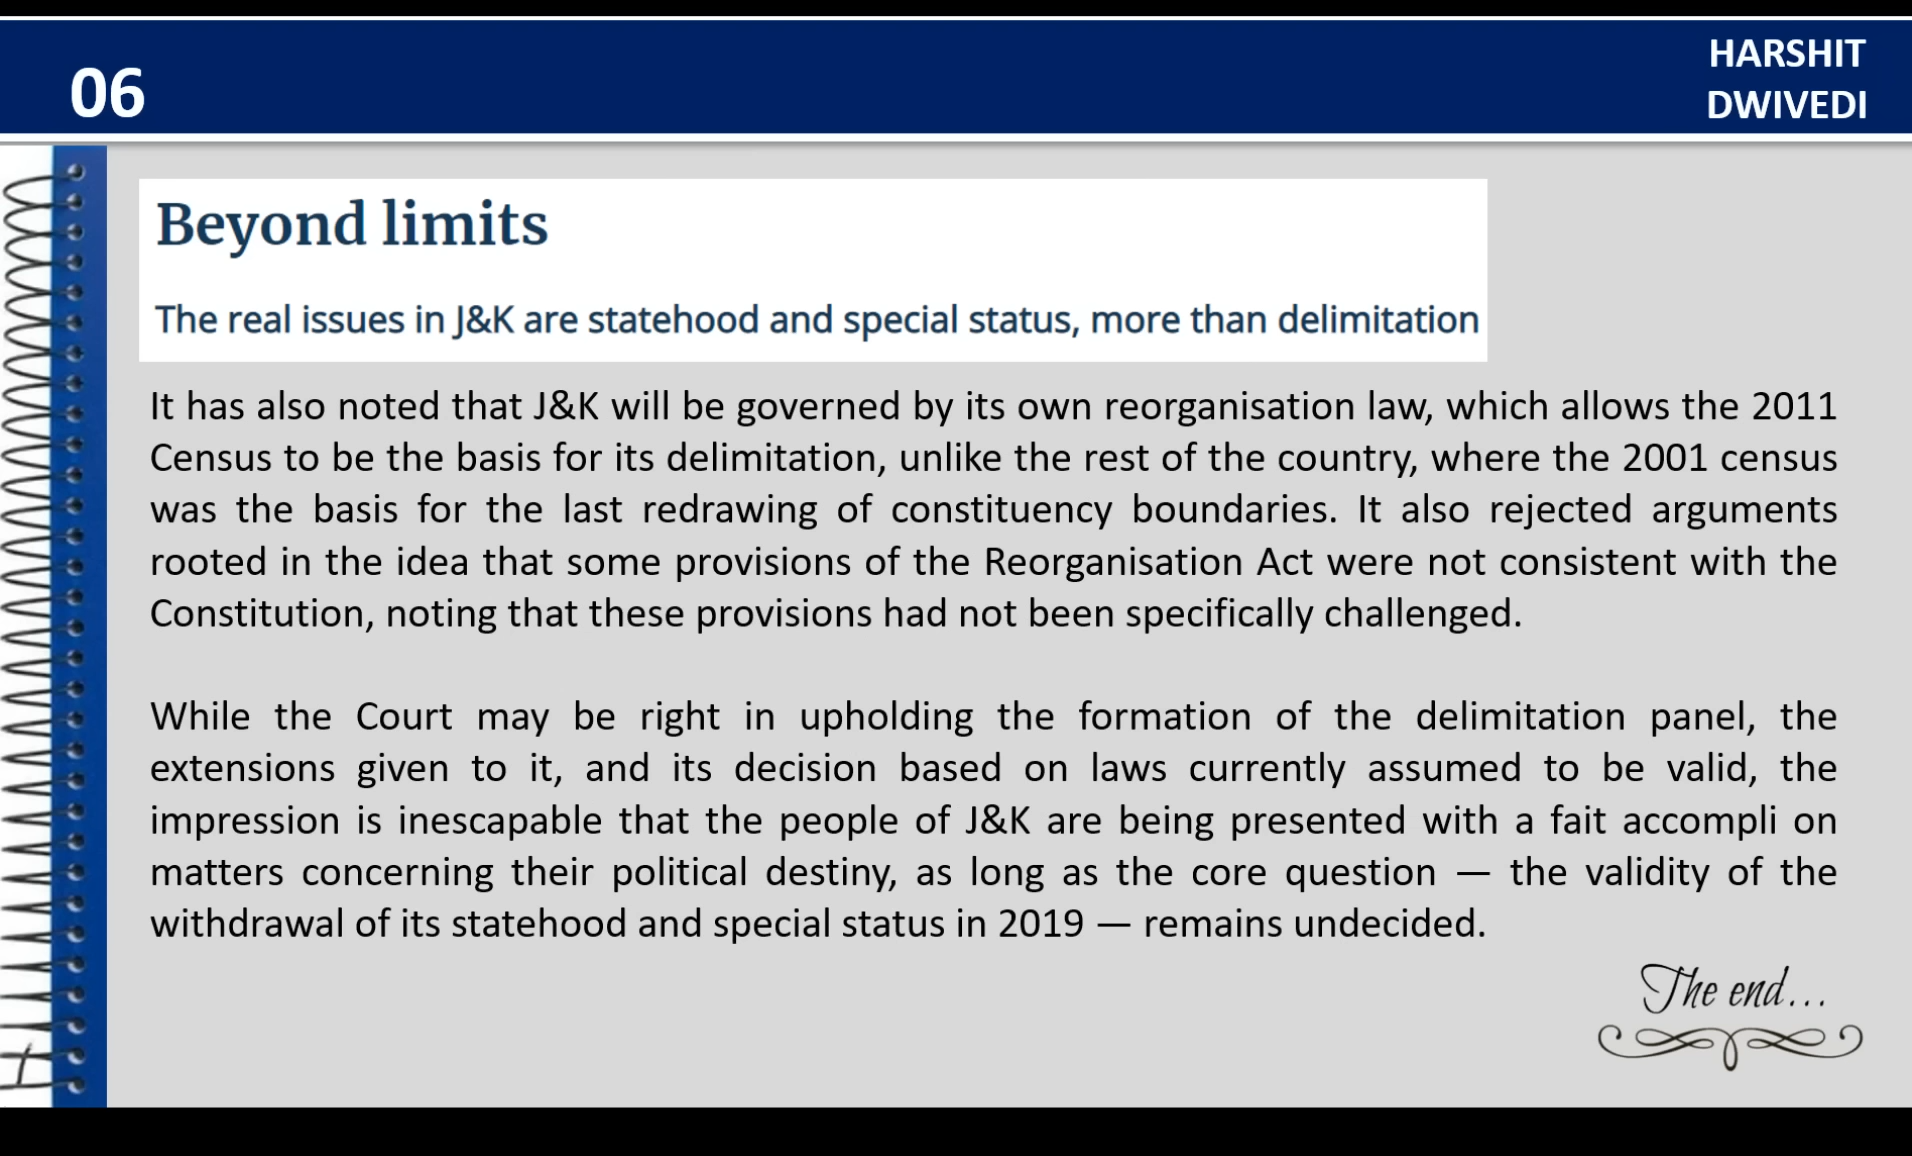 06
HARSHIT
DWIVEDI
Beyond limits
The real issues in J&K are statehood and special status, more than delimitation
It has also noted that J&K will be governed by its own reorganisation law, which allows the 2011
Census to be the basis for its delimitation, unlike the rest of the country, where the 2001 census
was the basis for the last redrawing of constituency boundaries. It also rejected arguments
rooted in the idea that some provisions of the Reorganisation Act were not consistent with the
Constitution, noting that these provisions had not been specifically challenged.
While the Court may be right in upholding the formation of the delimitation panel, the
extensions given to it, and its decision based on laws currently assumed to be valid, the
impression is inescapable that the people of J&K are being presented with a fait accompli on
matters concerning their political destiny, as long as the core question — the validity of the
withdrawal of its statehood and special status in 2019 — remains undecided.
The end...